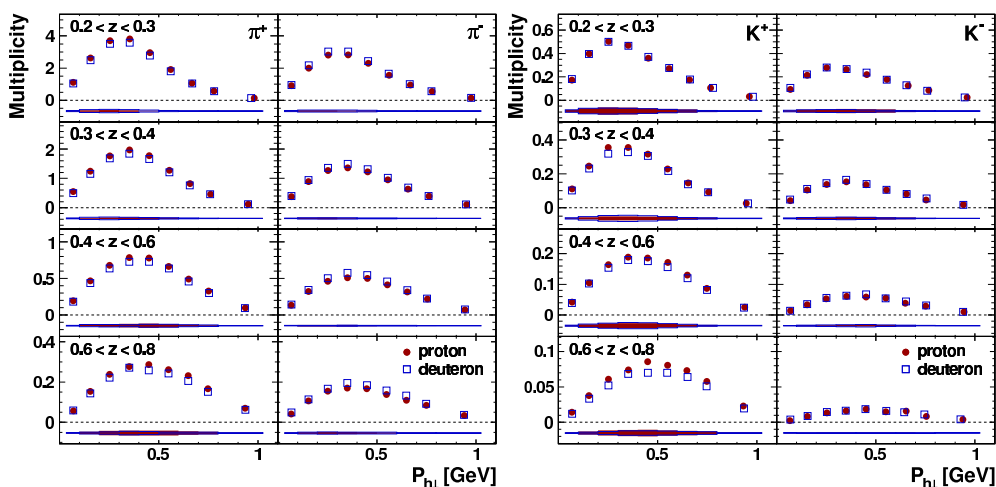 Multiplicity
0.2 < z < 0.3
π+
π-
4
2
0
0.3 < z < 0.4
2
1
0
0.4 < z < 0.6
1
0.5
0
0.6 < z < 0.8
0.4
0.2
0
proton
deuteron
0.5
1
P_h⊥ [GeV]
Multiplicity
0.2 < z < 0.3
K+
K-
0.6
0.4
0.2
0
0.3 < z < 0.4
0.4
0.2
0
0.4 < z < 0.6
0.2
0.1
0
0.6 < z < 0.8
0.1
0.05
0
proton
deuteron
0.5
1
0.5
1
P_h⊥ [GeV]